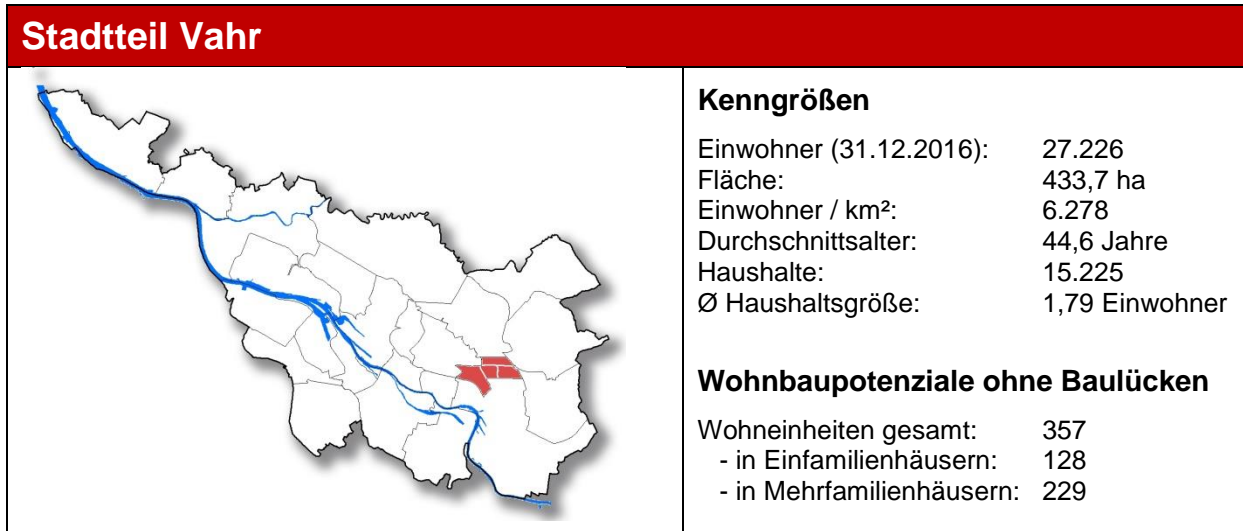 Stadtteil Vahr
Kenngrößen
Einwohner (31.12.2016): 27.226
Fläche: 433,7 ha
Einwohner / km²: 6.278
Durchschnittsalter: 44,6 Jahre
Haushalte: 15.225
Ø Haushaltsgröße: 1,79 Einwohner
Wohnbaupotenziale ohne Baulücken
Wohneinheiten gesamt: 357
- in Einfamilienhäusern: 128
- in Mehrfamilienhäusern: 229